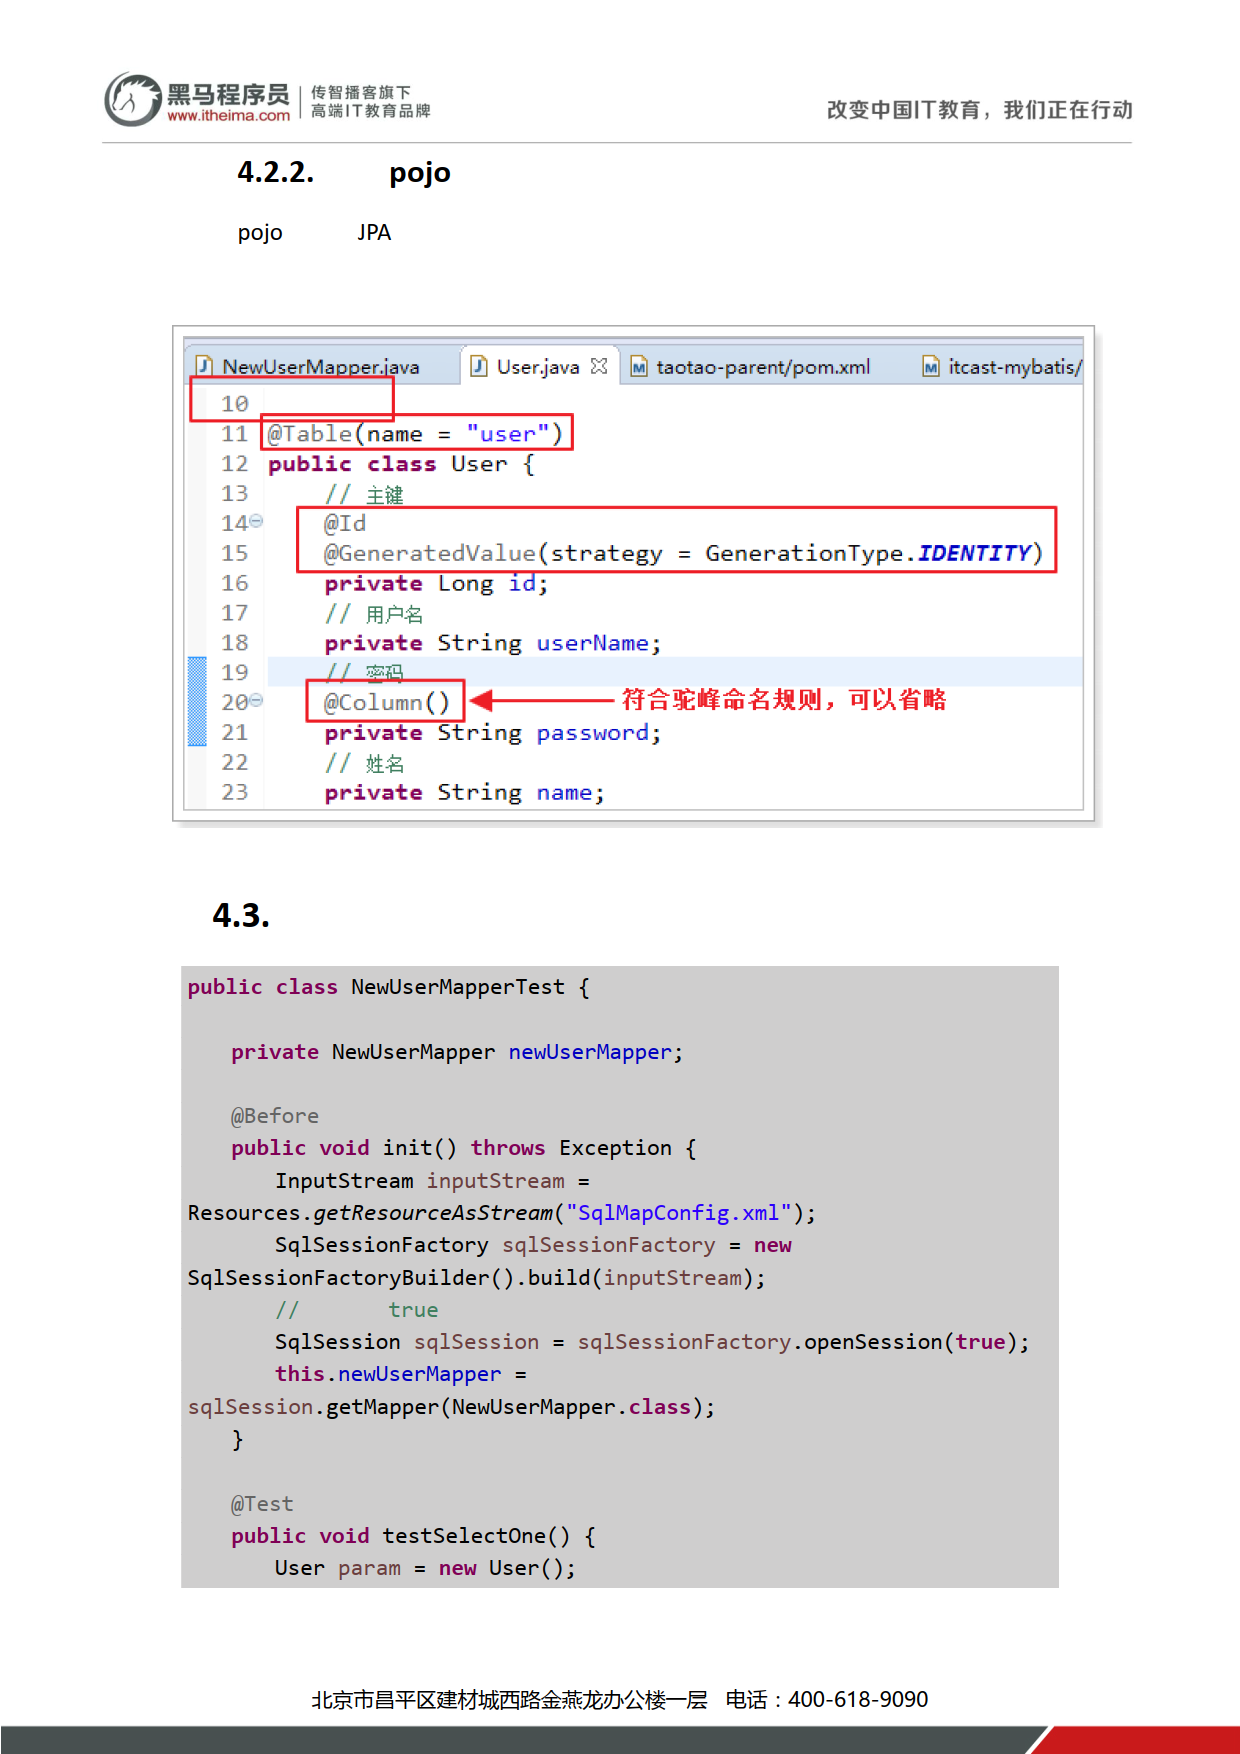 黑马程序员
www.itheima.com
传智播客旗下
高端IT教育品牌
改变中国IT教育，我们正在行动
4.2.2. pojo
pojo JPA
NewUserMapper.java User.java taotao-parent/pom.xml itcast-mybatis/
10
11 @Table(name = "user")
12 public class User {
13 // 主键
14 @Id
15 @GeneratedValue(strategy = GenerationType.IDENTITY)
16 private Long id;
17 // 用户名
18 private String userName;
19 // 密码
20 @Column() 符合驼峰命名规则，可以省略
21 private String password;
22 // 姓名
23 private String name;
4.3.
public class NewUserMapperTest {
private NewUserMapper newUserMapper;
@Before
public void init() throws Exception {
InputStream inputStream =
Resources.getResourceAsStream("SqlMapConfig.xml");
SqlSessionFactory sqlSessionFactory = new
SqlSessionFactoryBuilder().build(inputStream);
// true
SqlSession sqlSession = sqlSessionFactory.openSession(true);
this.newUserMapper =
sqlSession.getMapper(NewUserMapper.class);
}
@Test
public void testSelectOne() {
User param = new User();
北京市昌平区建材城西路金燕龙办公楼一层 电话：400-618-9090